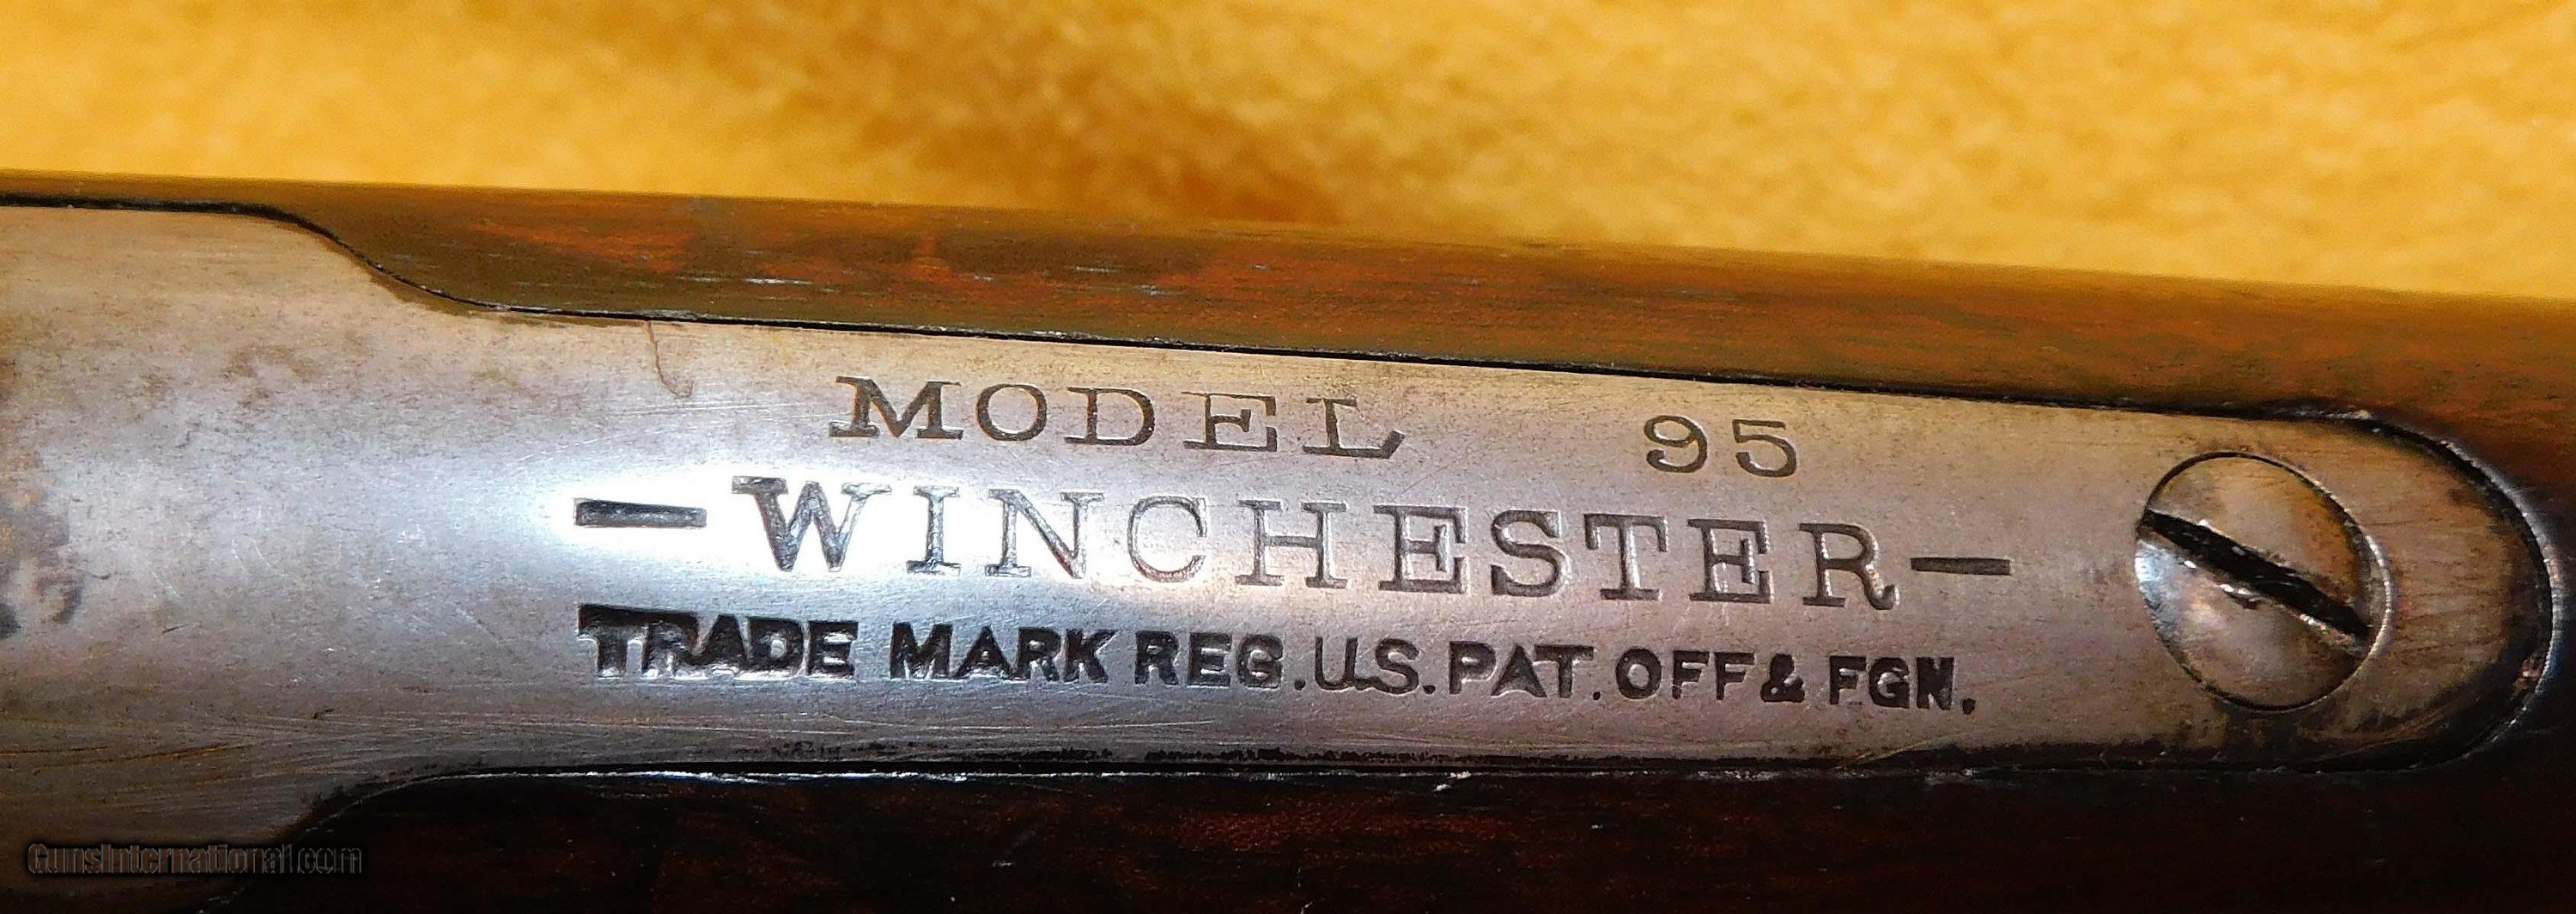 MODEL 95
—WINCHESTER—
TRADE MARK REG.U.S.PAT.OFF& FGN.
GunsInternational.com